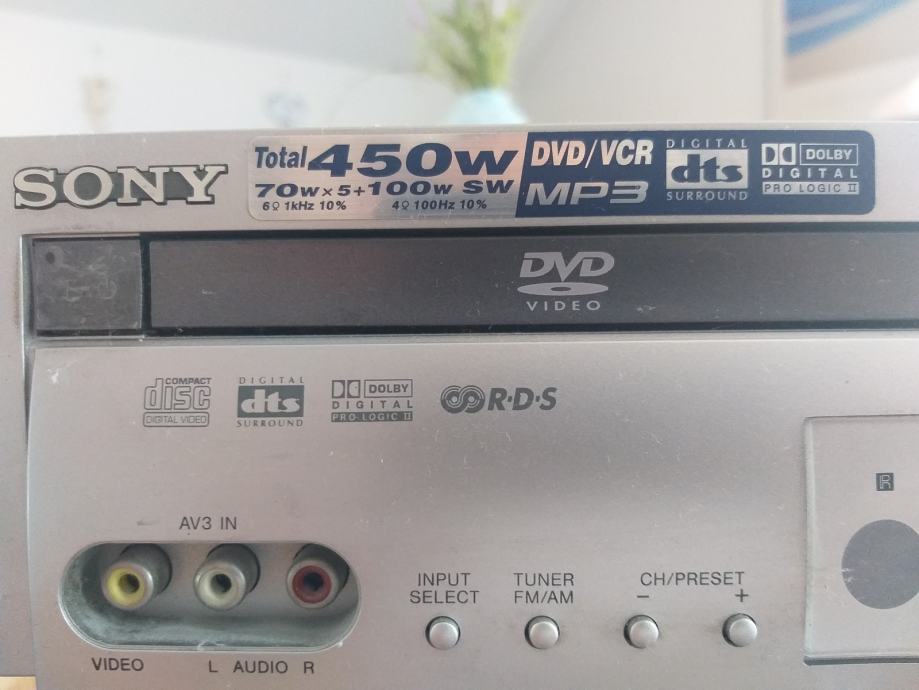 SONY
Total 450W
70W×5+100W SW
6Ω 1kHz 10% 4Ω 100Hz 10%
DVD/VCR
MP3
DIGITAL
dts
SURROUND
DOLBY
DIGITAL
PRO LOGIC II
DVD
VIDEO
COMPACT
disc
DIGITAL VIDEO
DIGITAL
dts
SURROUND
DOLBY
DIGITAL
PRO LOGIC II
R·D·S
AV3 IN
VIDEO L AUDIO R
INPUT
SELECT
TUNER
FM/AM
CH/PRESET
− +
R